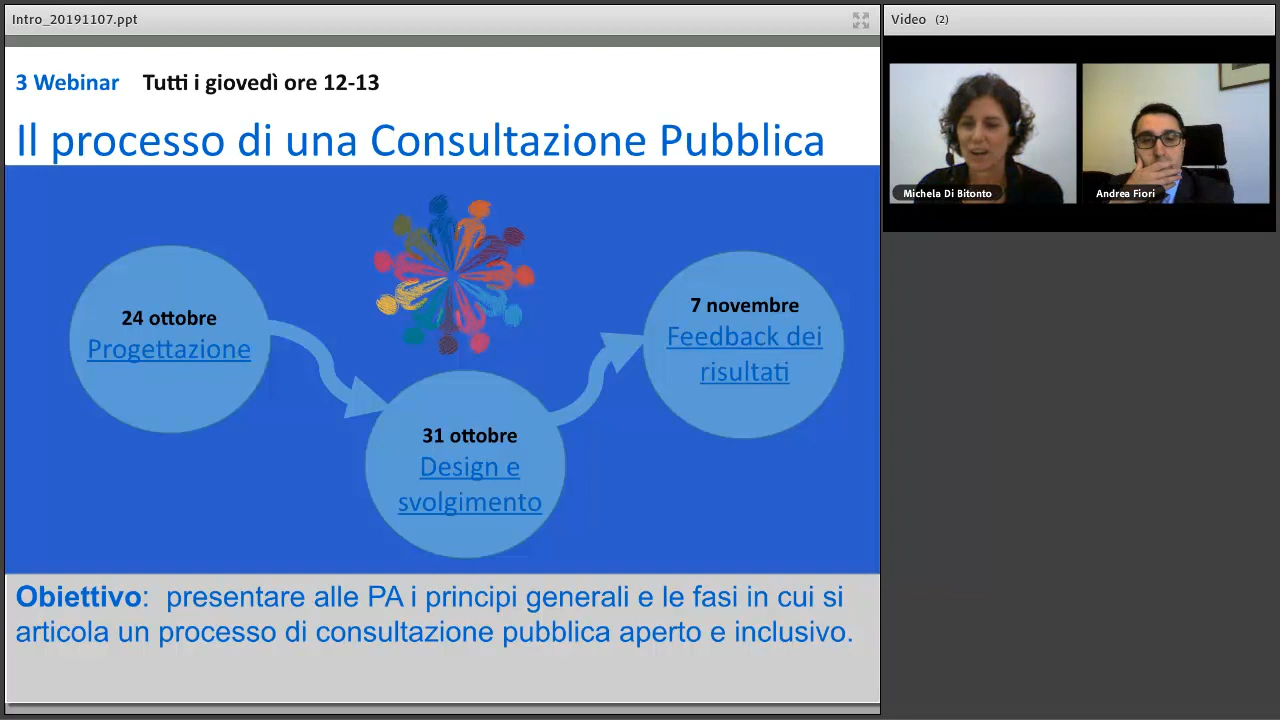 Intro_20191107.ppt
Video (2)
3 Webinar Tutti i giovedì ore 12-13
Il processo di una Consultazione Pubblica
24 ottobre
Progettazione
31 ottobre
Design e
svolgimento
7 novembre
Feedback dei
risultati
Obiettivo: presentare alle PA i principi generali e le fasi in cui si
articola un processo di consultazione pubblica aperto e inclusivo.
Michela Di Bitonto
Andrea Fiori